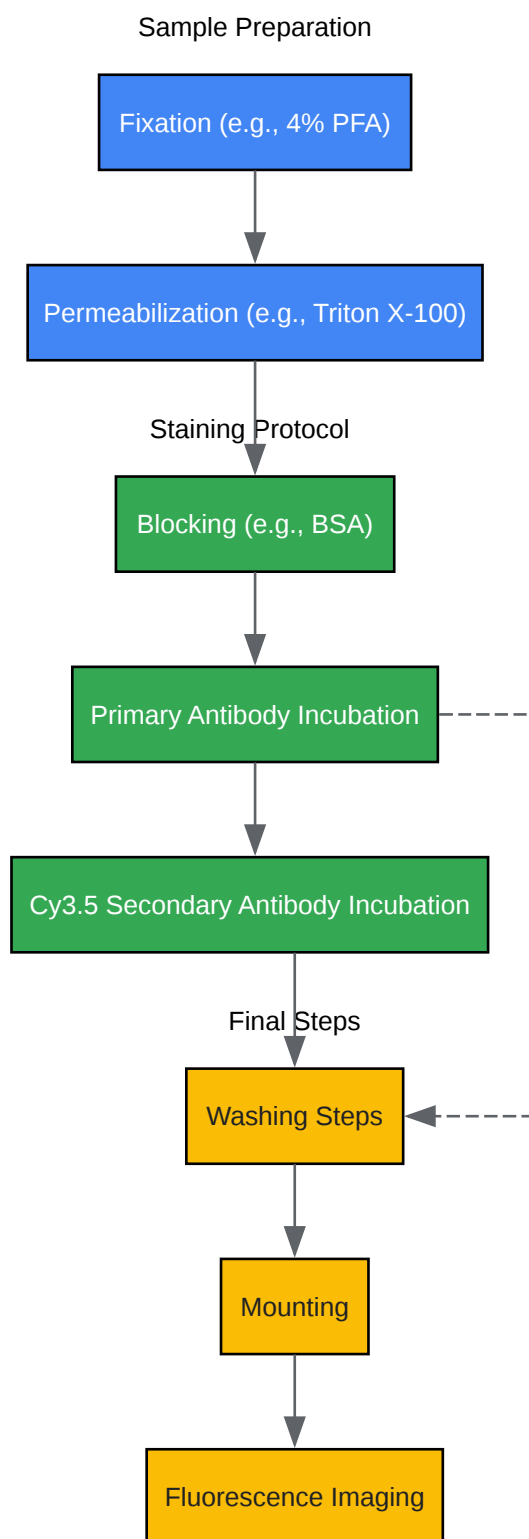 Sample Preparation
Fixation (e.g., 4% PFA)
Permeabilization (e.g., Triton X-100)
Staining Protocol
Blocking (e.g., BSA)
Primary Antibody Incubation
Cy3.5 Secondary Antibody Incubation
Final Steps
Washing Steps
Mounting
Fluorescence Imaging